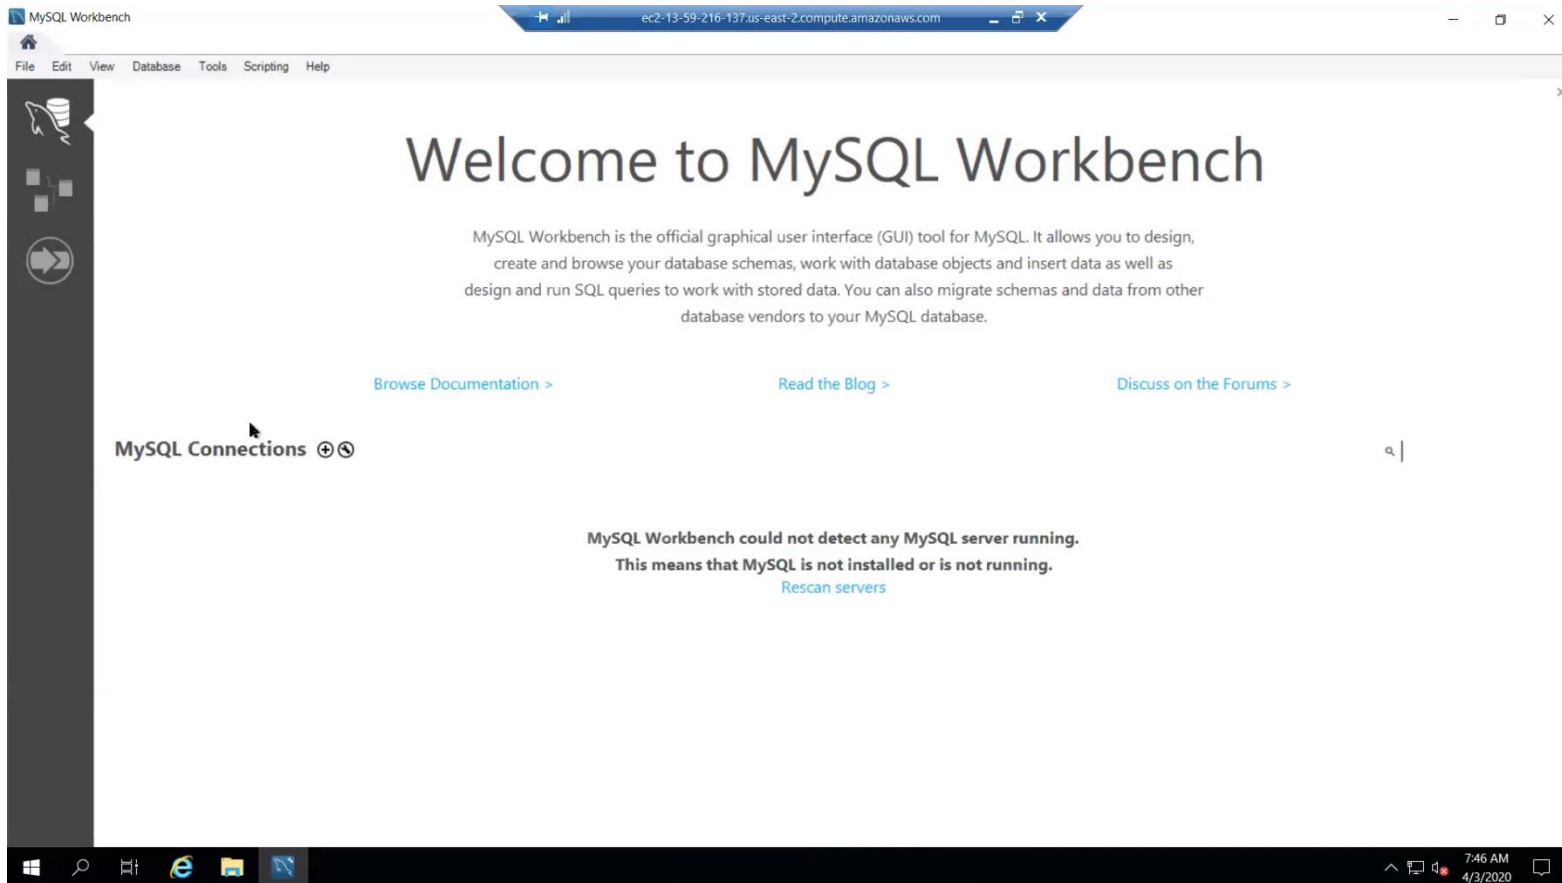 MySQL Workbench
ec2-13-59-216-137.us-east-2.compute.amazonaws.com
File Edit View Database Tools Scripting Help
Welcome to MySQL Workbench
MySQL Workbench is the official graphical user interface (GUI) tool for MySQL. It allows you to design,
create and browse your database schemas, work with database objects and insert data as well as
design and run SQL queries to work with stored data. You can also migrate schemas and data from other
database vendors to your MySQL database.
Browse Documentation > Read the Blog > Discuss on the Forums >
MySQL Connections
MySQL Workbench could not detect any MySQL server running.
This means that MySQL is not installed or is not running.
Rescan servers
7:46 AM
4/3/2020